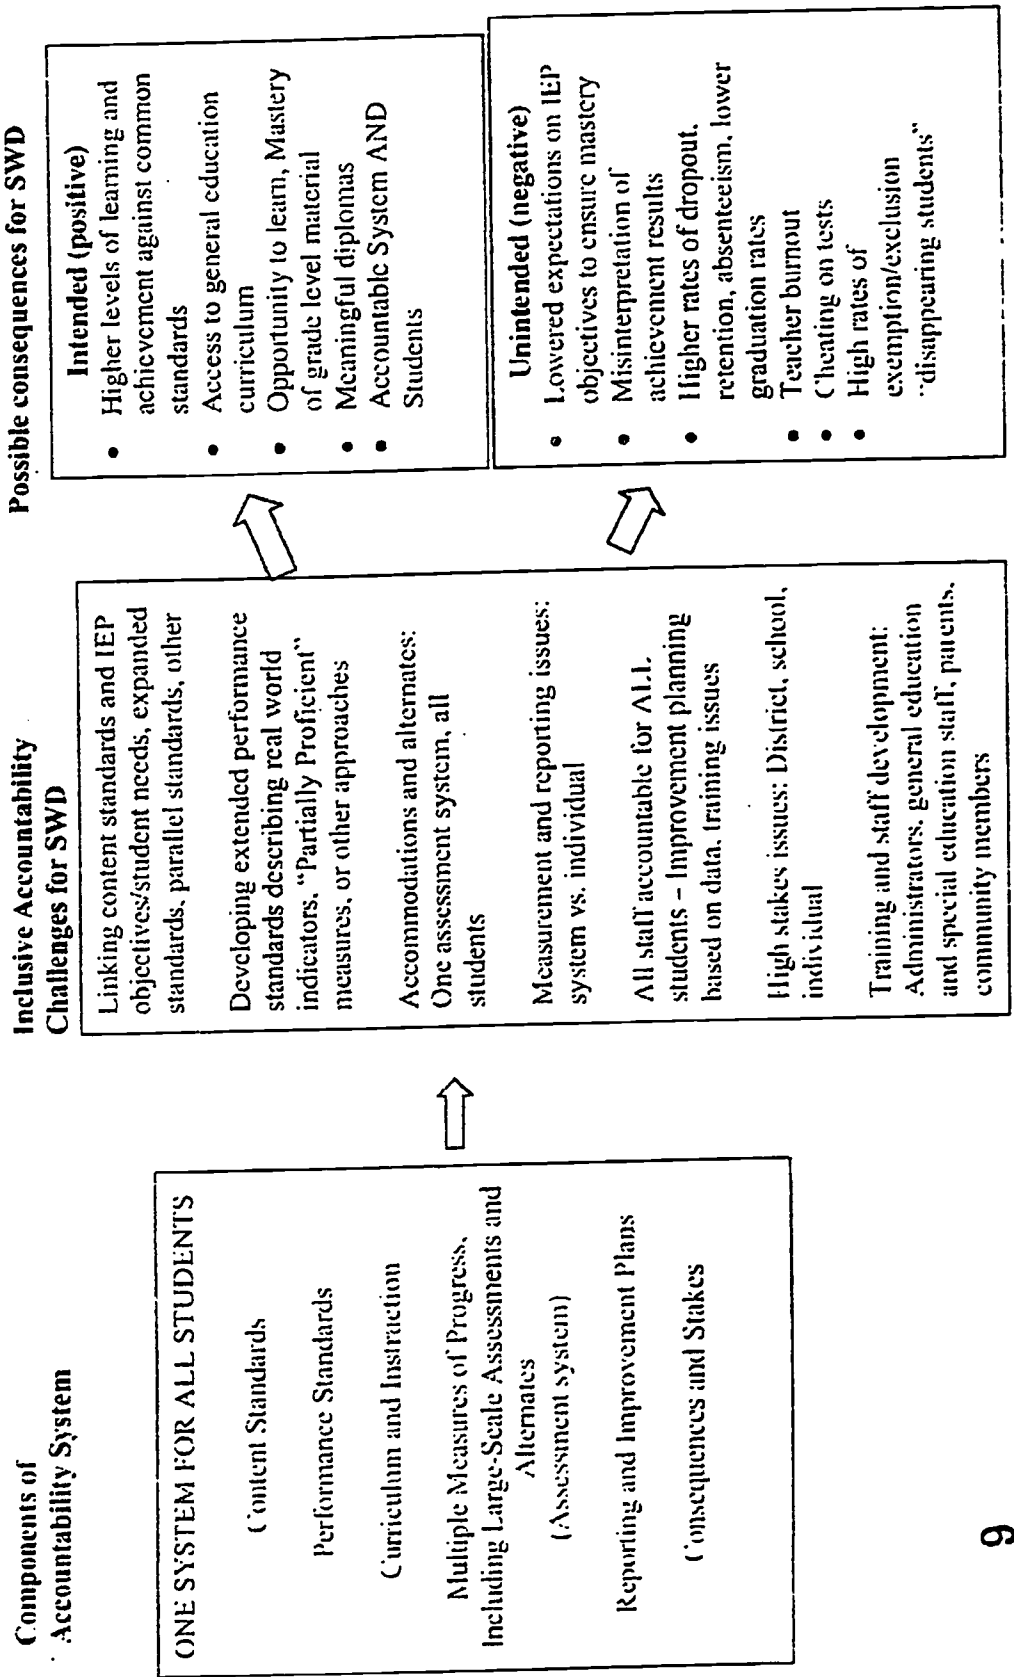 Components of
Accountability System
ONE SYSTEM FOR ALL STUDENTS
Content Standards
Performance Standards
Curriculum and Instruction
Multiple Measures of Progress,
Including Large-Scale Assessments and
Alternates
(Assessment system)
Reporting and Improvement Plans
Consequences and Stakes
Inclusive Accountability
Challenges for SWD
Linking content standards and IEP
objectives/student needs, expanded
standards, parallel standards, other
Developing extended performance
standards describing real world
indicators, "Partially Proficient"
measures, or other approaches
Accommodations and alternates:
One assessment system, all
students
Measurement and reporting issues:
system vs. individual
All staff accountable for ALL
students – Improvement planning
based on data, training issues
High stakes issues: District, school,
individual
Training and staff development:
Administrators, general education
and special education staff, parents,
community members
Possible consequences for SWD
Intended (positive)
• Higher levels of learning and
achievement against common
standards
• Access to general education
curriculum
• Opportunity to learn, Mastery
of grade level material
• Meaningful diplomas
• Accountable System AND
Students
Unintended (negative)
• Lowered expectations on IEP
objectives to ensure mastery
• Misinterpretation of
achievement results
• Higher rates of dropout,
retention, absenteeism, lower
graduation rates
• Teacher burnout
• Cheating on tests
• High rates of
exemption/exclusion
"disappearing students"
9